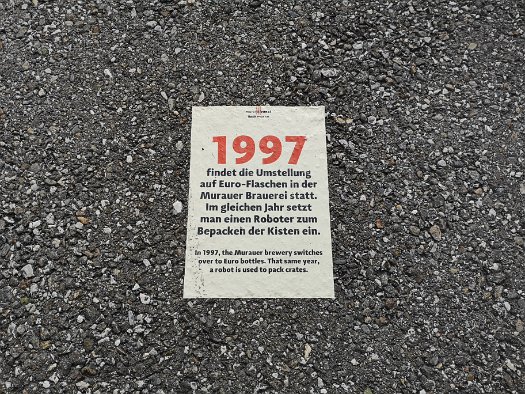 1997
findet die Umstellung
auf Euro-Flaschen in der
Murauer Brauerei statt.
Im gleichen Jahr setzt
man einen Roboter zum
Bepacken der Kisten ein.
In 1997, the Murauer brewery switches
over to Euro bottles. That same year,
a robot is used to pack crates.